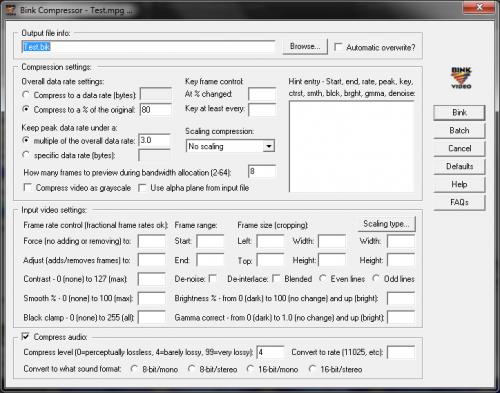 Bink Compressor - Test.mpg ...
Output file info:
Test.bik
Browse...
Automatic overwrite?
Compression settings:
Overall data rate settings:
Compress to a data rate (bytes):
Compress to a % of the original: 80
Keep peak data rate under a:
multiple of the overall data rate: 3.0
specific data rate (bytes):
How many frames to preview during bandwidth allocation (2-64): 8
Compress video as grayscale
Use alpha plane from input file
Key frame control:
At % changed:
Key at least every:
Scaling compression:
No scaling
Hint entry - Start, end, rate, peak, key,
ctrst, smth, blck, brght, gmma, denoise:
BINK
VIDEO
Bink
Batch
Cancel
Defaults
Help
FAQs
Input video settings:
Frame rate control (fractional frame rates ok):
Frame range:
Frame size (cropping):
Scaling type...
Force (no adding or removing) to:
Start:
Left:
Width:
Width:
Adjust (adds/removes frames) to:
End:
Top:
Height:
Height:
Contrast - 0 (none) to 127 (max):
De-noise:
De-interlace:
Blended
Even lines
Odd lines
Smooth % - 0 (none) to 100 (max):
Brightness % - from 0 (dark) to 100 (no change) and up (bright):
Black clamp - 0 (none) to 255 (all):
Gamma correct - from 0 (dark) to 1.0 (no change) and up (bright):
Compress audio:
Compress level (0=perceptually lossless, 4=barely lossy, 99=very lossy): 4
Convert to rate (11025, etc):
Convert to what sound format:
8-bit/mono
8-bit/stereo
16-bit/mono
16-bit/stereo